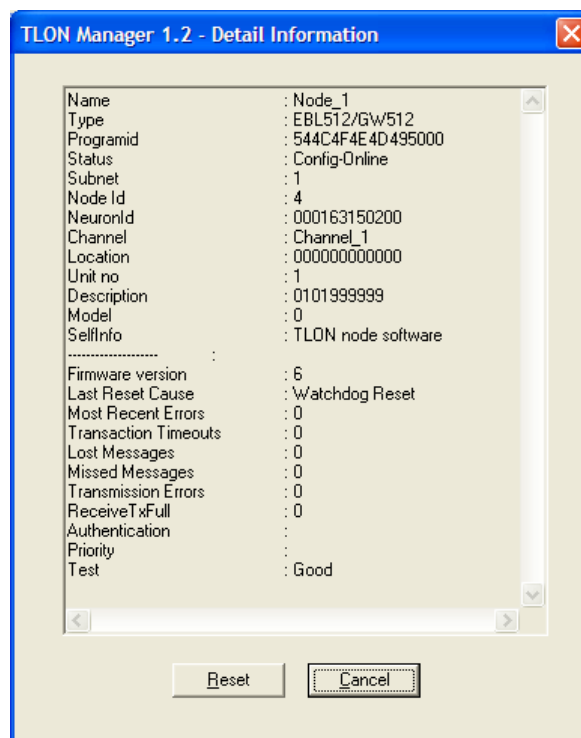 TLON Manager 1.2 - Detail Information
Name : Node_1
Type : EBL512/GW512
Programid : 544C4F4E4D495000
Status : Config-Online
Subnet : 1
Node Id : 4
NeuronId : 000163150200
Channel : Channel_1
Location : 000000000000
Unit no : 1
Description : 0101999999
Model : 0
SelfInfo : TLON node software
-------------------- :
Firmware version : 6
Last Reset Cause : Watchdog Reset
Most Recent Errors : 0
Transaction Timeouts : 0
Lost Messages : 0
Missed Messages : 0
Transmission Errors : 0
ReceiveTxFull : 0
Authentication :
Priority :
Test : Good
Reset Cancel